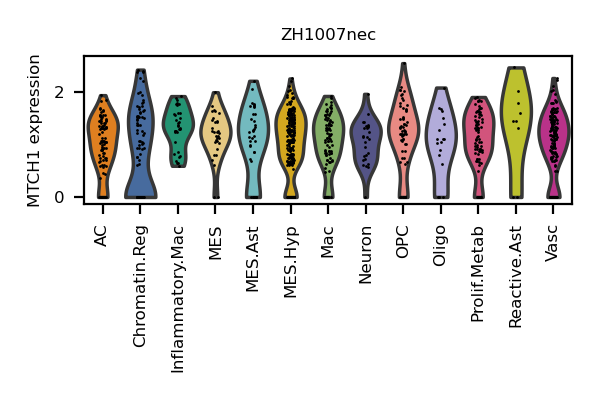 ZH1007nec
MTCH1 expression
2
0
AC
Chromatin.Reg
Inflammatory.Mac
MES
MES.Ast
MES.Hyp
Mac
Neuron
OPC
Oligo
Prolif.Metab
Reactive.Ast
Vasc